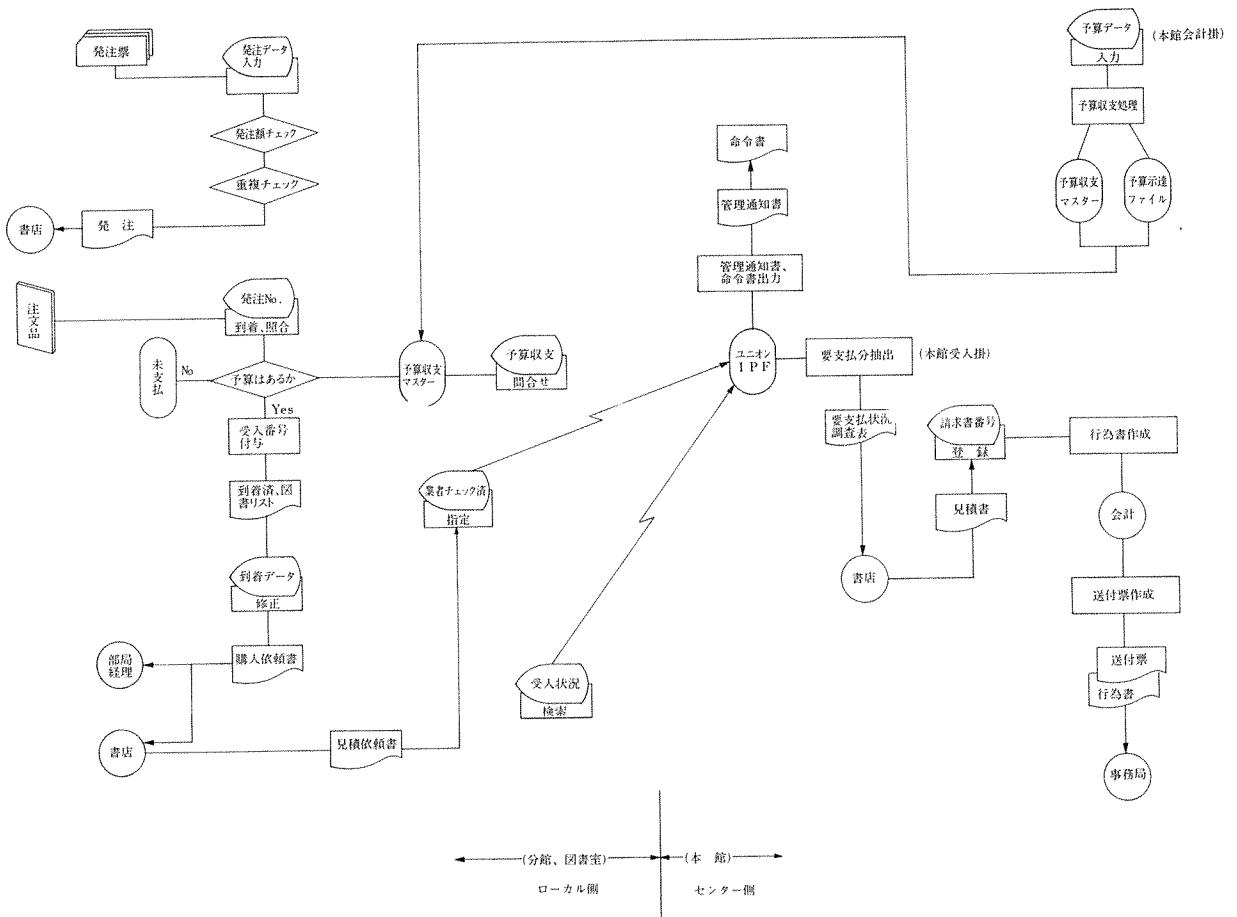 発注票
発注データ
入力
発注額チェック
重複チェック
発　注
書店
注文品
発注No.
到着、照合
予算はあるか
No
未支払
Yes
受入番号
付与
到着済、図
書リスト
到着データ
修正
購入依頼書
部局
経理
書店
見積依頼書
予算収支
マスター
予算収支
問合せ
業者チェック済
指定
受入状況
検索
命令書
管理通知書
管理通知書、
命令書出力
ユニオン
IPF
要支払分抽出
(本館受入掛)
要支払状況
調査表
書店
見積書
請求書番号
登　録
行為書作成
会計
送付票作成
送付票
行為書
事務局
予算データ
入力
(本館会計掛)
予算収支処理
予算収支
マスター
予算示達
ファイル
(分館、図書室)
(本　館)
ローカル側
センター側